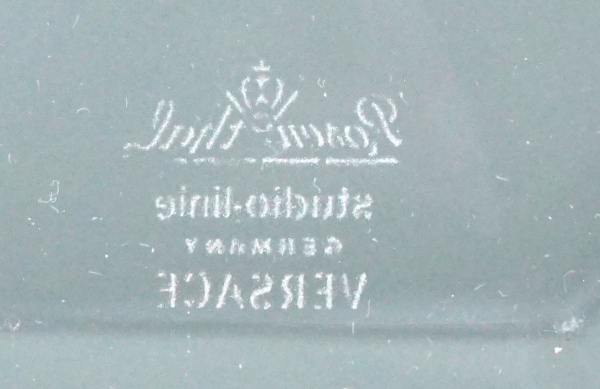 Rosenthal
studio-linie
GERMANY
VERSACE